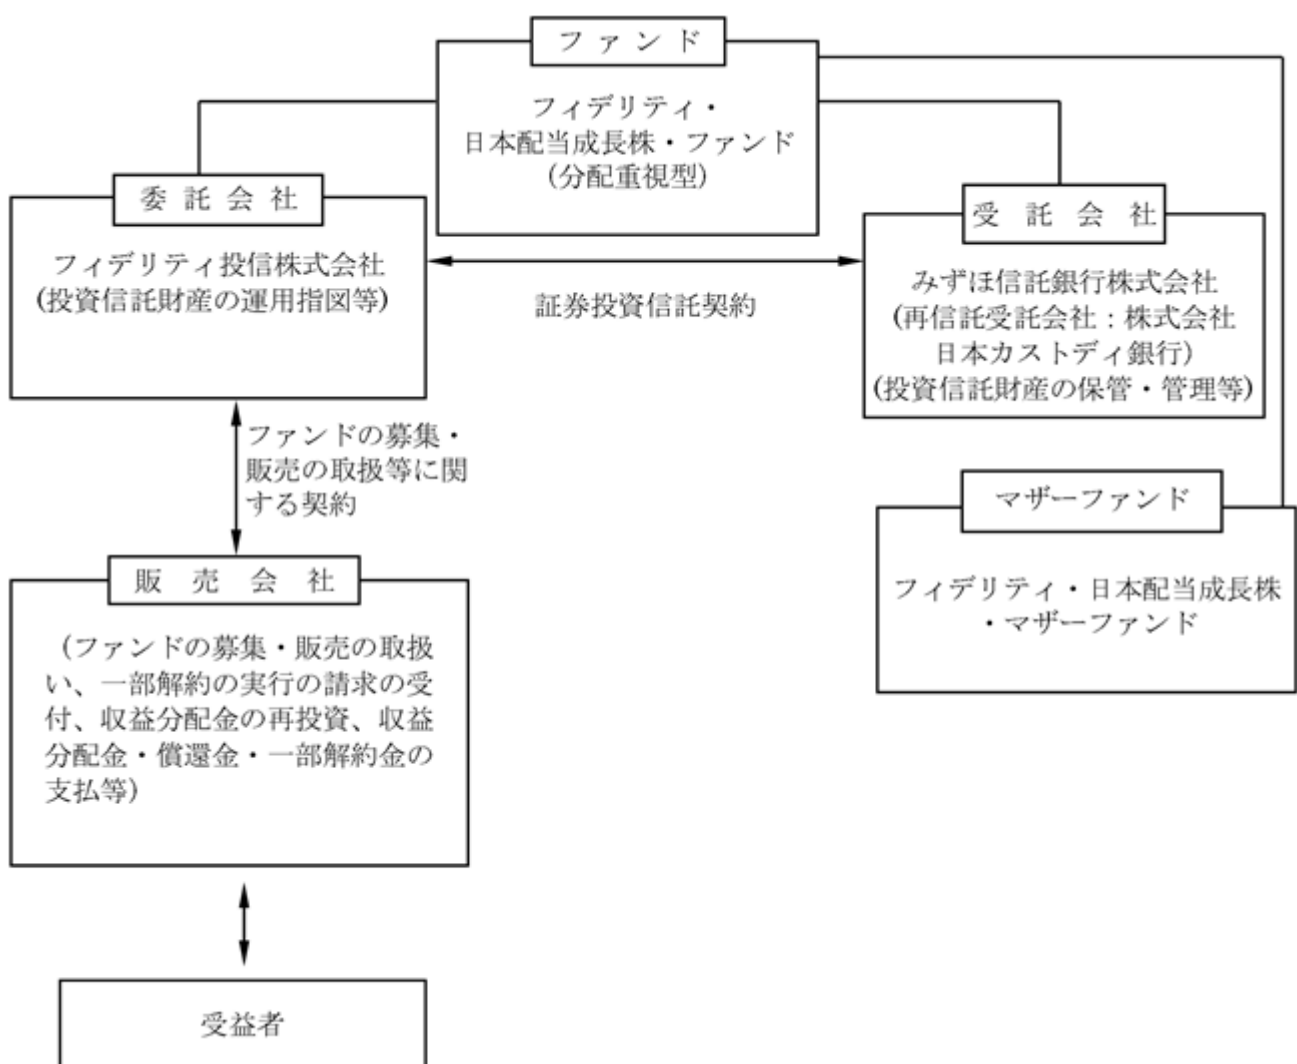 ファンド
フィデリティ・
日本配当成長株・ファンド
(分配重視型)
委託会社
フィデリティ投信株式会社
(投資信託財産の運用指図等)
証券投資信託契約
受託会社
みずほ信託銀行株式会社
(再信託受託会社：株式会社
日本カストディ銀行)
(投資信託財産の保管・管理等)
ファンドの募集・
販売の取扱等に関
する契約
マザーファンド
フィデリティ・日本配当成長株
・マザーファンド
販売会社
(ファンドの募集・販売の取扱
い、一部解約の実行の請求の受
付、収益分配金の再投資、収益
分配金・償還金・一部解約金の
支払等)
受益者